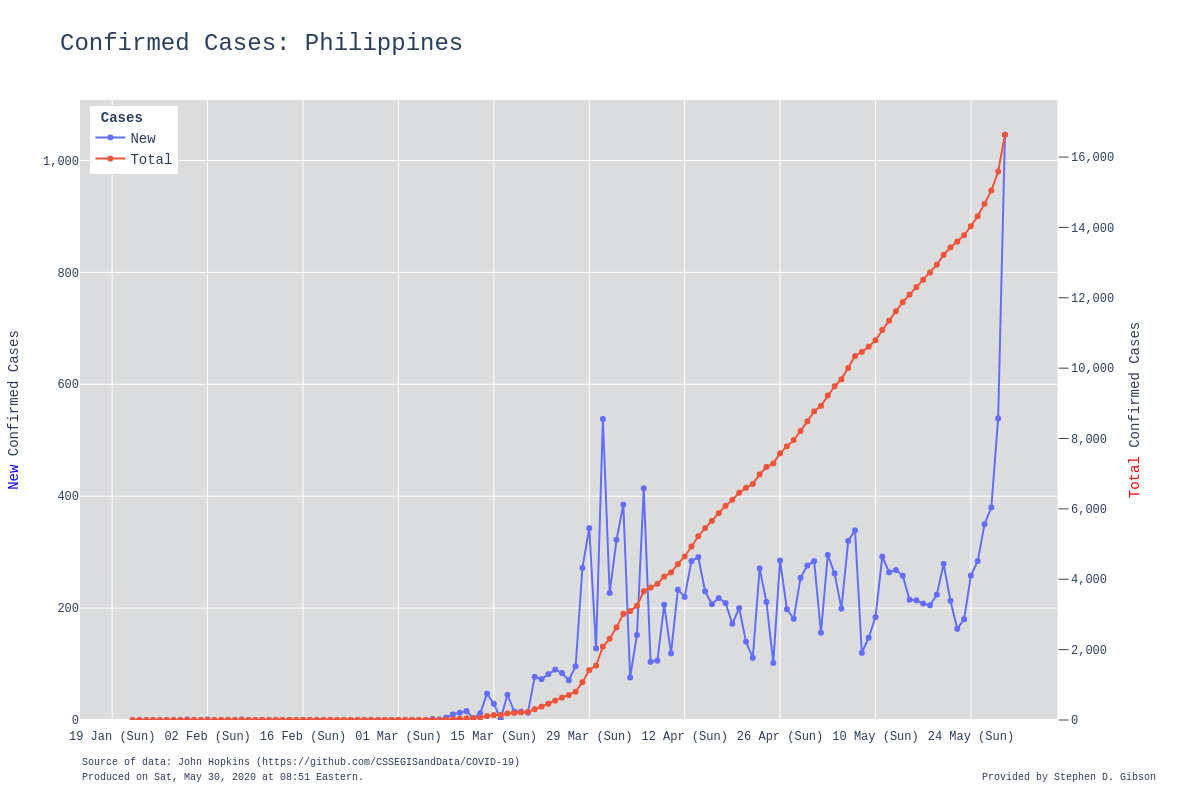 Confirmed Cases: Philippines
Cases
New
Total
1,000
800
600
400
200
0
16,000
14,000
12,000
10,000
8,000
6,000
4,000
2,000
0
New Confirmed Cases
Total Confirmed Cases
19 Jan (Sun) 02 Feb (Sun) 16 Feb (Sun) 01 Mar (Sun) 15 Mar (Sun) 29 Mar (Sun) 12 Apr (Sun) 26 Apr (Sun) 10 May (Sun) 24 May (Sun)
Source of data: John Hopkins (https://github.com/CSSEGISandData/COVID-19)
Produced on Sat, May 30, 2020 at 08:51 Eastern.
Provided by Stephen D. Gibson